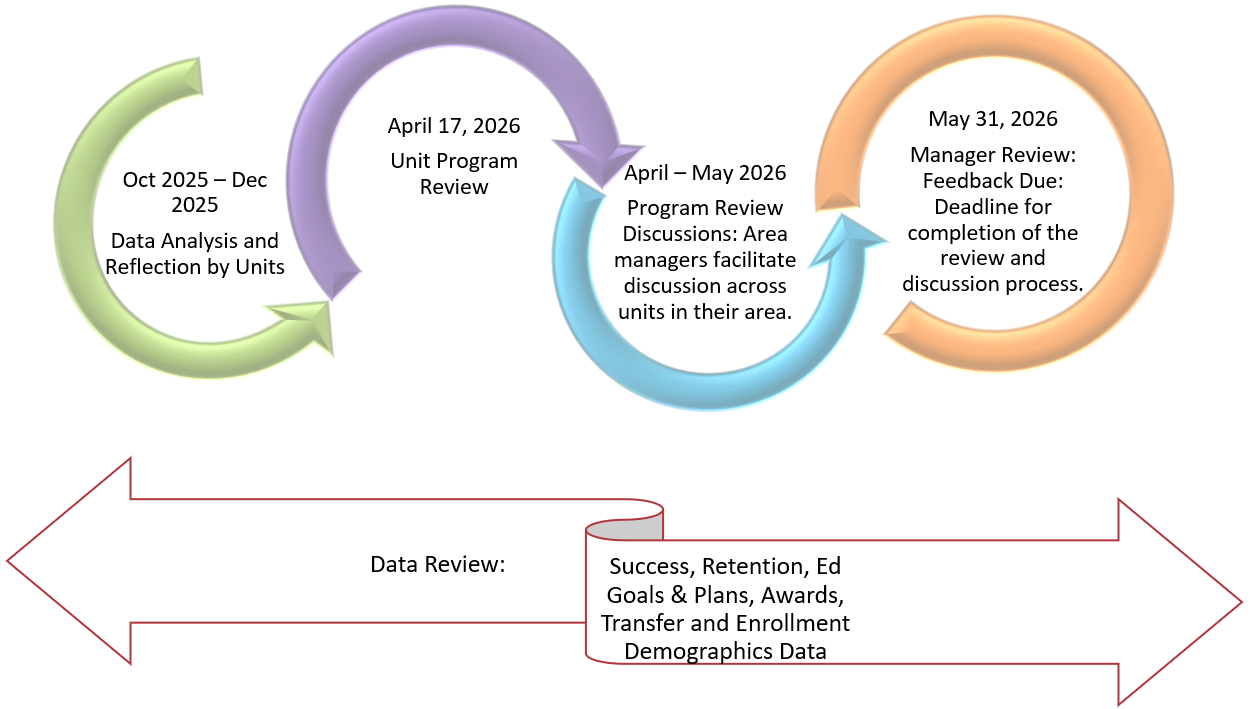 Oct 2025 – Dec
2025
Data Analysis and
Reflection by Units
April 17, 2026
Unit Program
Review
April – May 2026
Program Review
Discussions: Area
managers facilitate
discussion across
units in their area.
May 31, 2026
Manager Review:
Feedback Due:
Deadline for
completion of the
review and
discussion process.
Data Review:
Success, Retention, Ed
Goals & Plans, Awards,
Transfer and Enrollment
Demographics Data